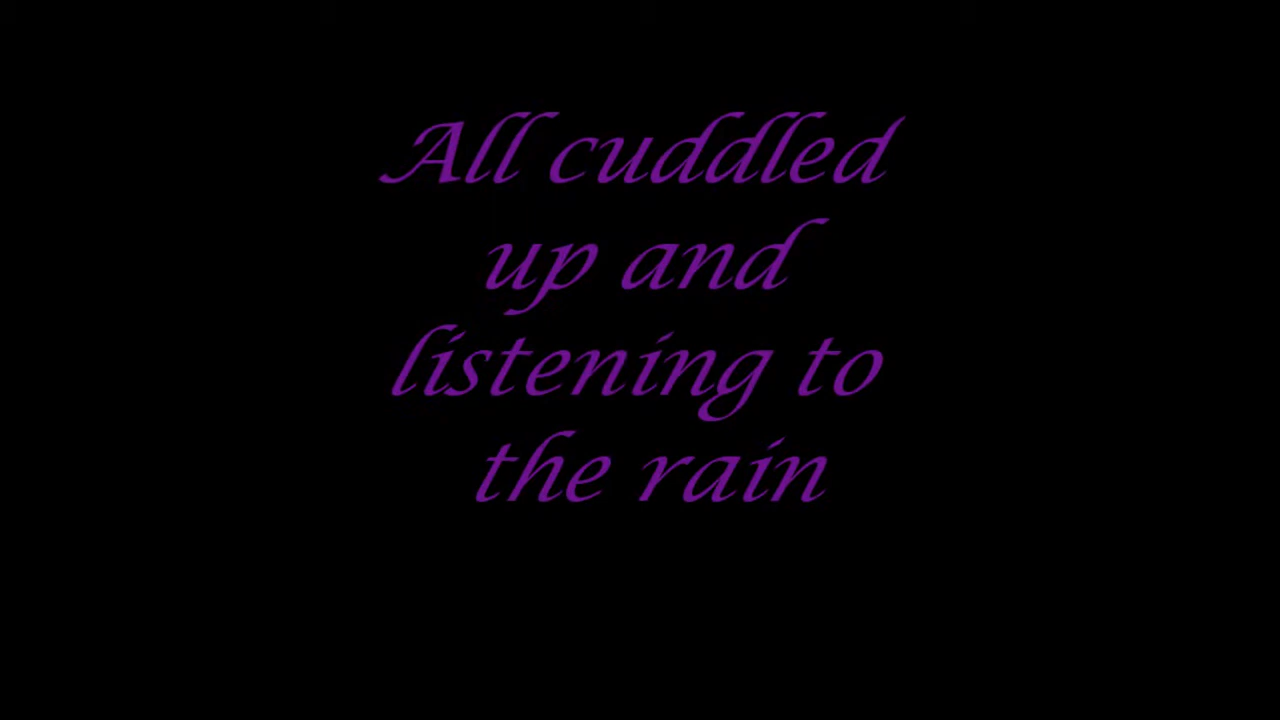 All cuddled
up and
listening to
the rain